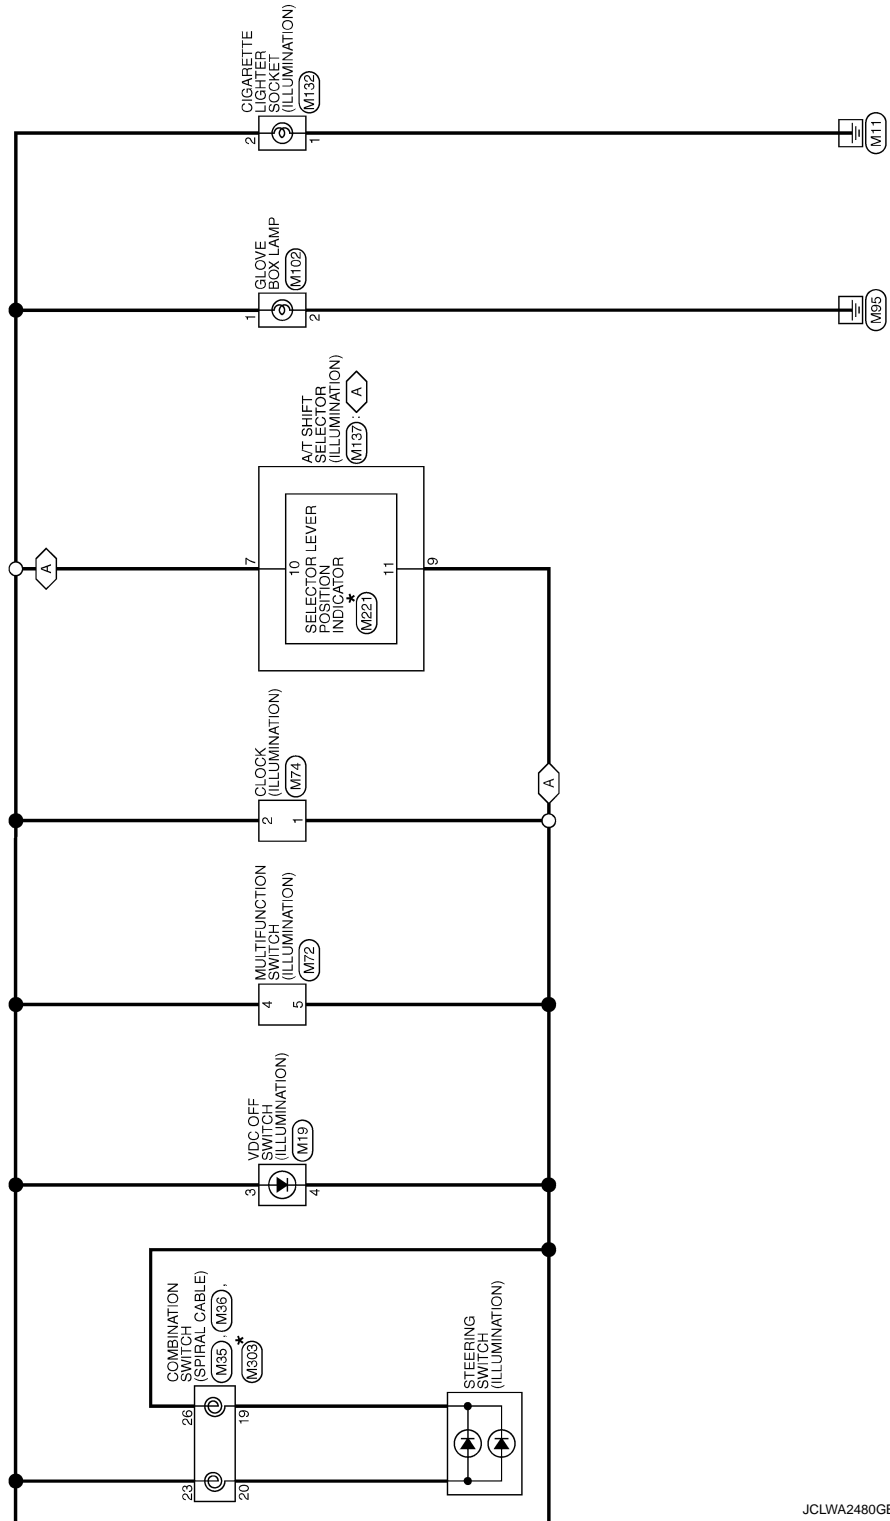 CIGARETTE
LIGHTER
SOCKET
(ILLUMINATION)
M132
2
1
M11
GLOVE
BOX LAMP
M102
1
2
M95
A/T SHIFT
SELECTOR
(ILLUMINATION)
M137 : A
A
7
10
SELECTOR LEVER
POSITION
INDICATOR
*
M221
11
9
CLOCK
(ILLUMINATION)
M74
2
1
A
MULTIFUNCTION
SWITCH
(ILLUMINATION)
M72
4
5
VDC OFF
SWITCH
(ILLUMINATION)
M19
3
4
COMBINATION
SWITCH
(SPIRAL CABLE)
M35 , M36 ,
*
M303
26
19
23
20
STEERING
SWITCH
(ILLUMINATION)
JCLWA2480GE